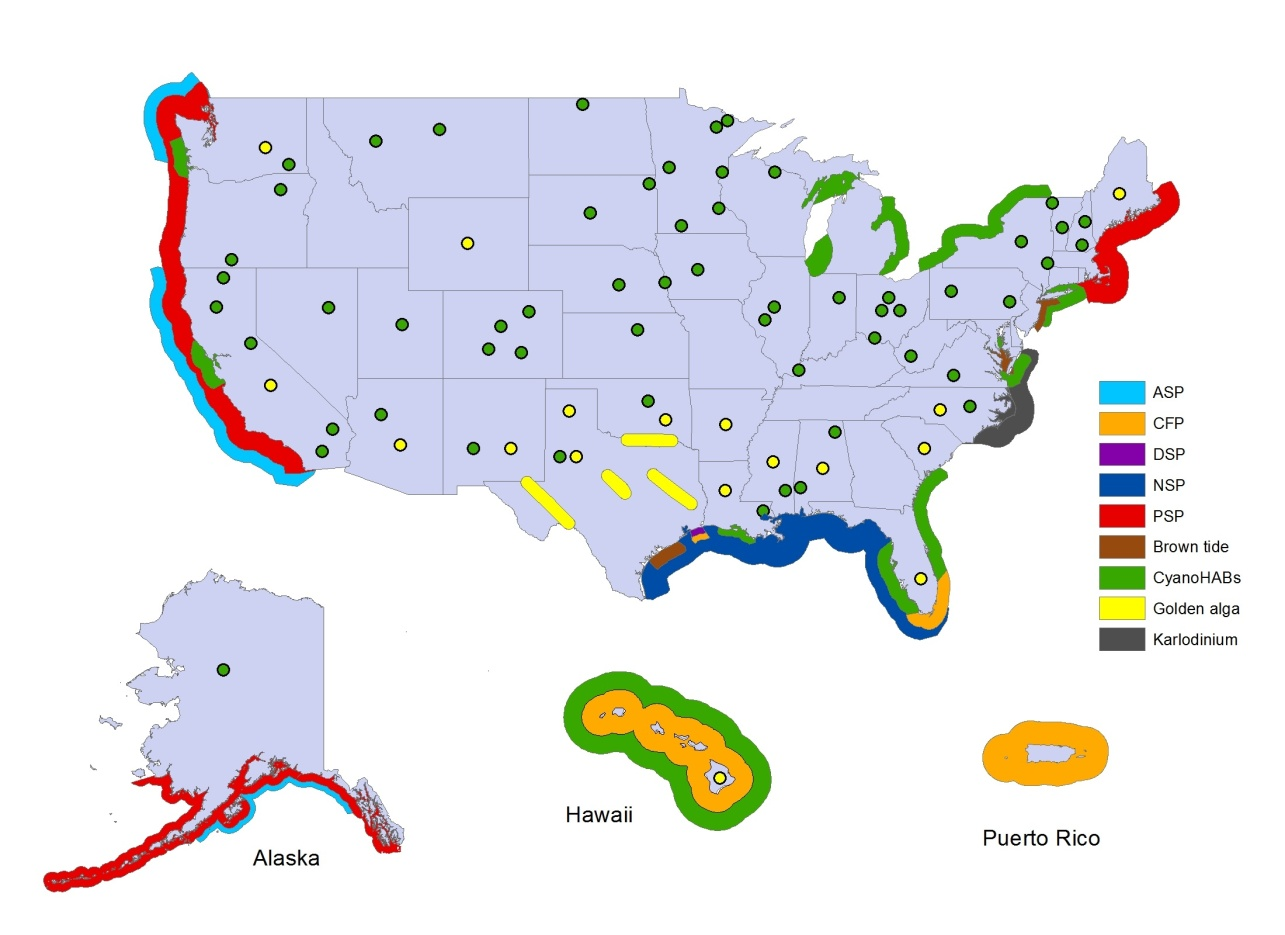 ASP
CFP
DSP
NSP
PSP
Brown tide
CyanoHABs
Golden alga
Karlodinium
Hawaii
Puerto Rico
Alaska